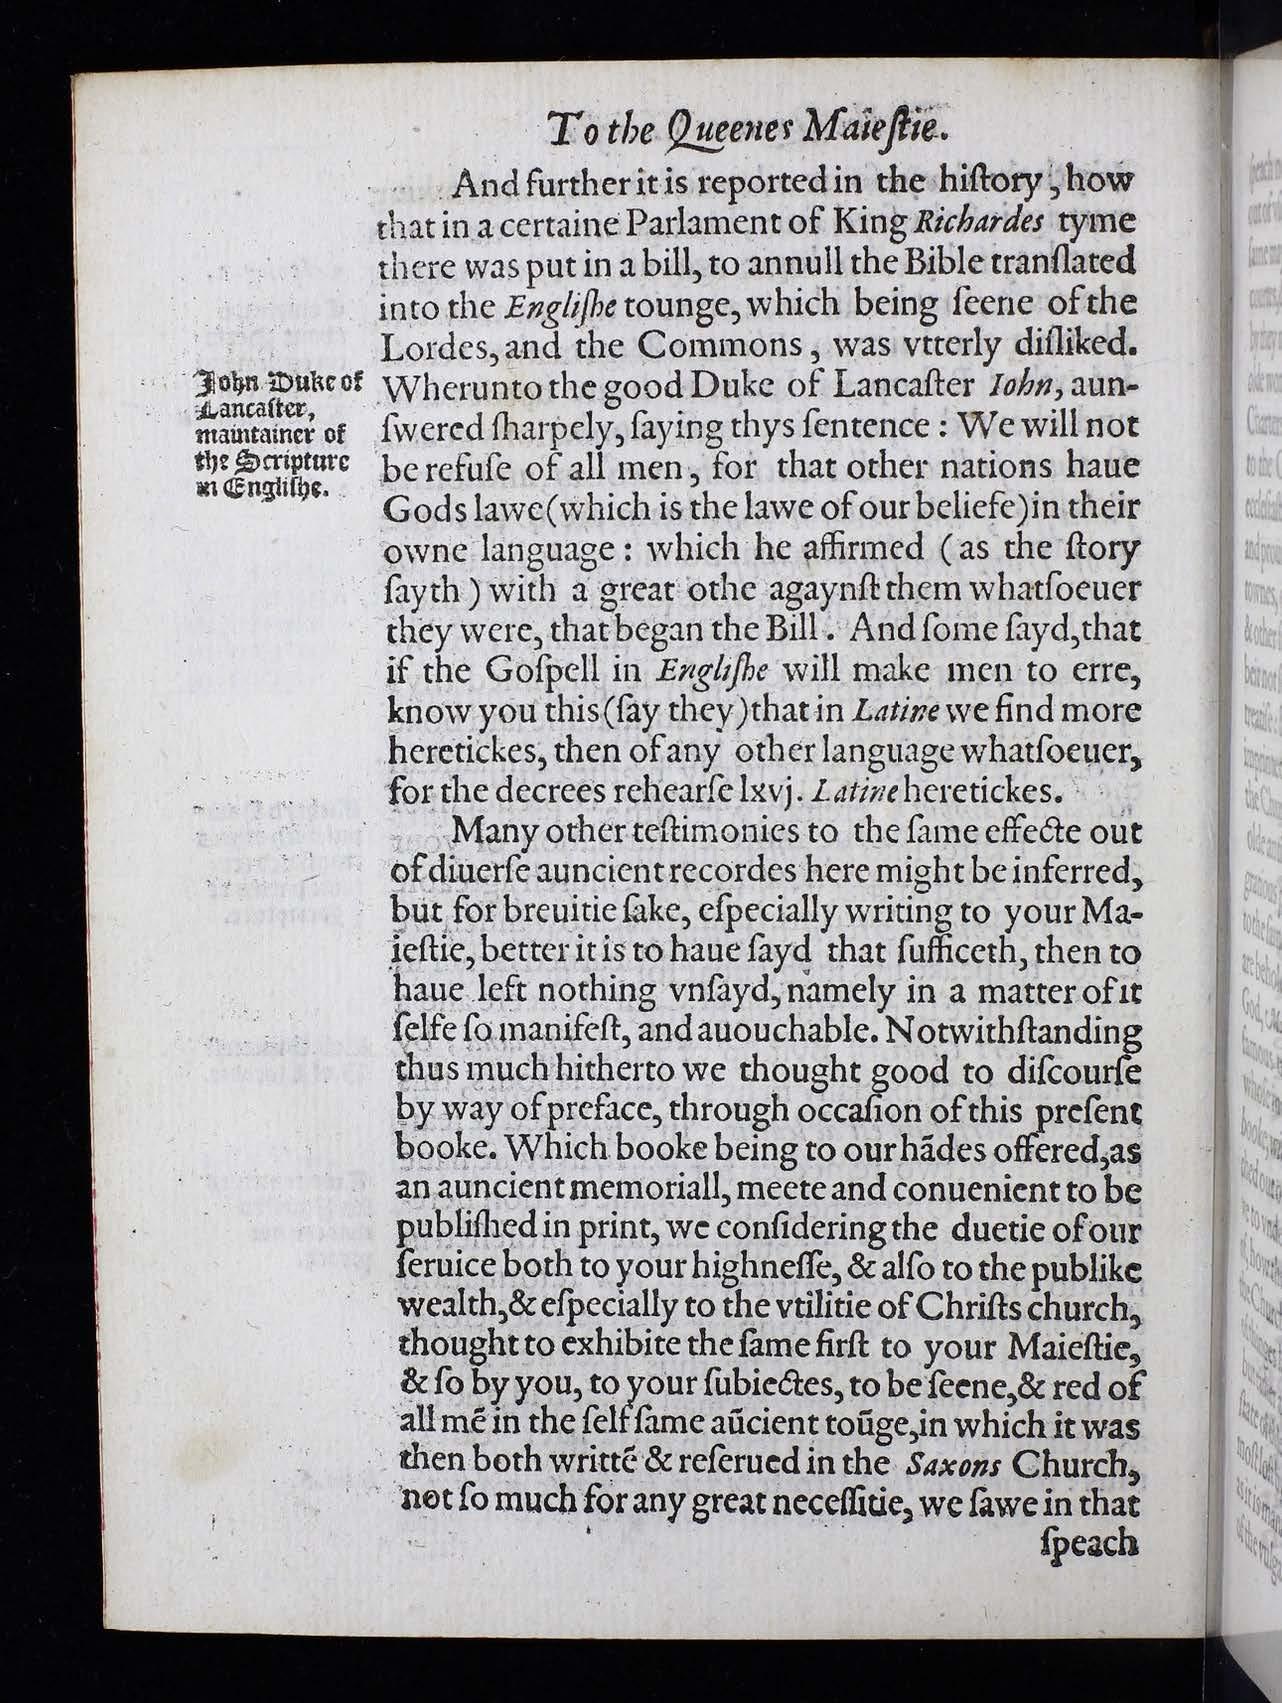 To the Queenes Maieſtie.
And further it is reported in the hiſtory, how
that in a certaine Parlament of King Richardes tyme
there was put in a bill, to annull the Bible tranſlated
into the Engliſhe tounge, which being ſeene of the
Lordes, and the Commons, was vtterly diſliked.
Wherunto the good Duke of Lancaſter Iohn, aun-
ſwered ſharpely, ſaying thys ſentence: We will not
be refuſe of all men, for that other nations haue
Gods lawe (which is the lawe of our beliefe) in their
owne language: which he affirmed (as the ſtory
ſayth) with a great othe agaynſt them whatſoeuer
they were, that began the Bill. And ſome ſayd, that
if the Goſpell in Engliſhe will make men to erre,
know you this (ſay they) that in Latine we find more
heretickes, then of any other language whatſoeuer,
for the decrees rehearſe lxvj. Latine heretickes.
John Duke of
Lancaſter,
maintainer of
the Scripture
in Engliſhe.
Many other teſtimonies to the ſame effecte out
of diuerſe auncient recordes here might be inferred,
but for breuitie ſake, eſpecially writing to your Ma-
ieſtie, better it is to haue ſayd that ſufficeth, then to
haue left nothing vnſayd, namely in a matter of it
ſelfe ſo manifeſt, and auouchable. Notwithſtanding
thus much hitherto we thought good to diſcourſe
by way of preface, through occaſion of this preſent
booke. Which booke being to our hãdes offered, as
an auncient memoriall, meete and conuenient to be
publiſhed in print, we conſidering the duetie of our
ſeruice both to your highneſſe, & alſo to the publike
wealth, & eſpecially to the vtilitie of Chriſts church,
thought to exhibite the ſame firſt to your Maieſtie,
& ſo by you, to your ſubiectes, to be ſeene, & red of
all mẽ in the ſelf ſame aũcient toũge, in which it was
then both writtẽ & reſerued in the Saxons Church,
not ſo much for any great neceſſitie, we ſawe in that
ſpeach